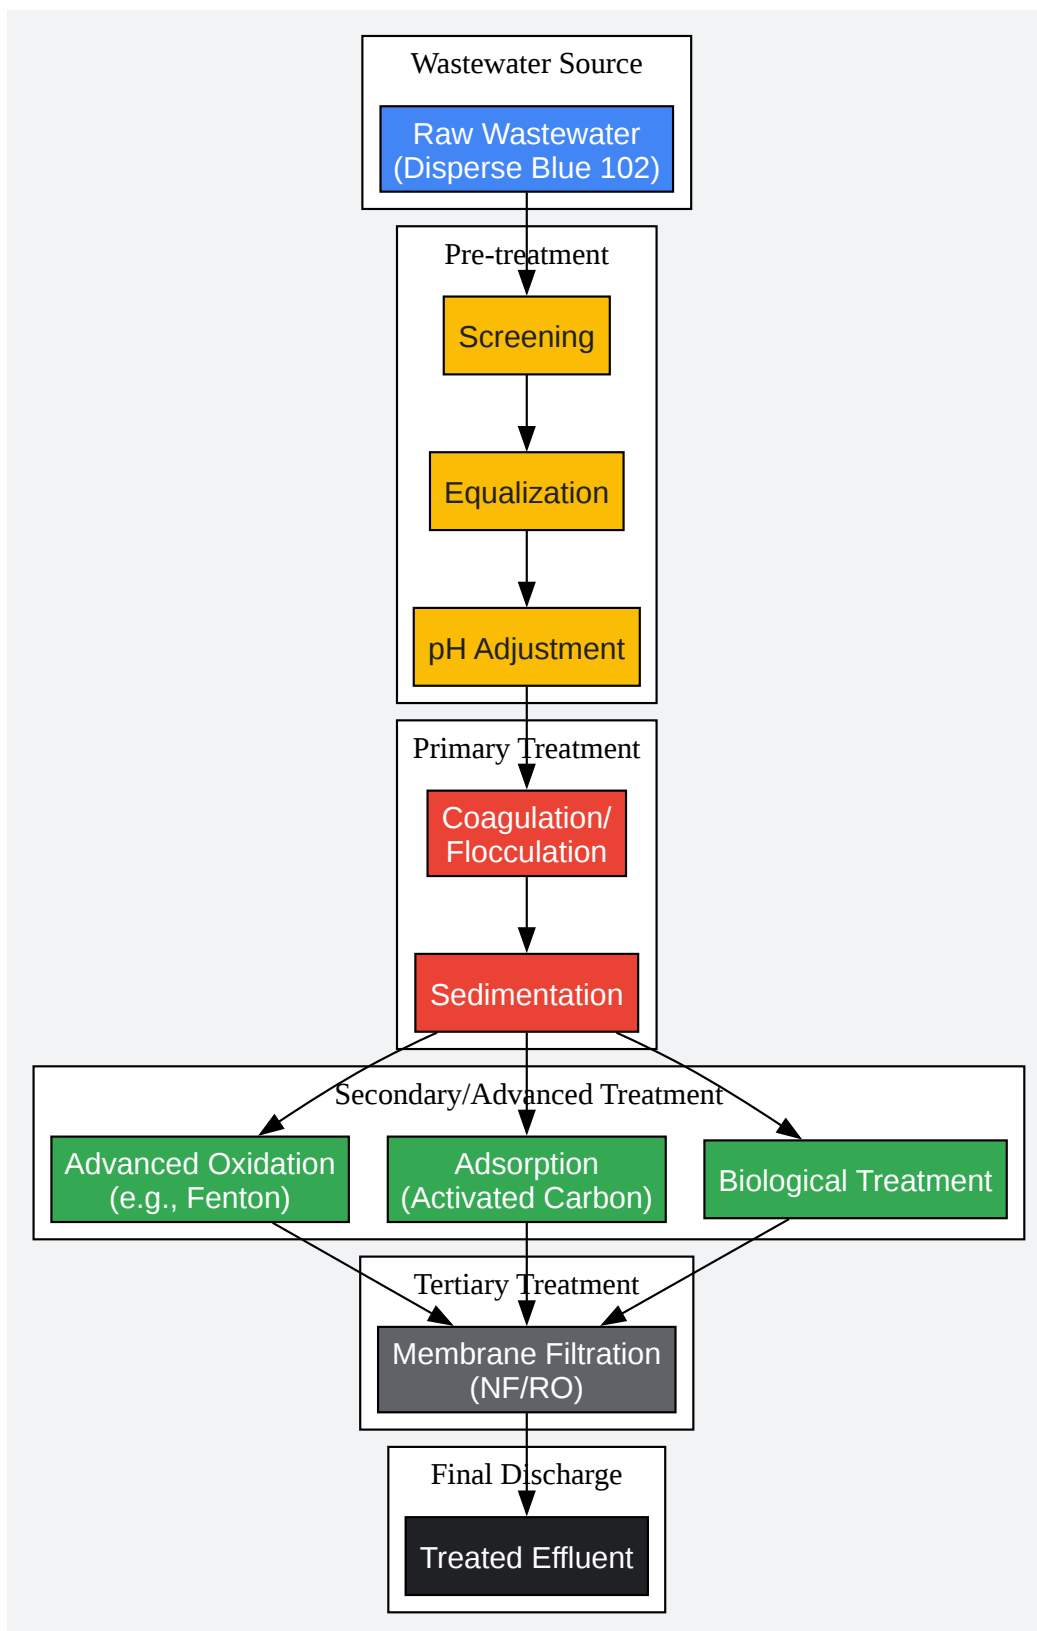 Wastewater Source
Raw Wastewater
(Disperse Blue 102)
Pre-treatment
Screening
Equalization
pH Adjustment
Primary Treatment
Coagulation/
Flocculation
Sedimentation
Secondary/Advanced Treatment
Advanced Oxidation
(e.g., Fenton)
Adsorption
(Activated Carbon)
Biological Treatment
Tertiary Treatment
Membrane Filtration
(NF/RO)
Final Discharge
Treated Effluent